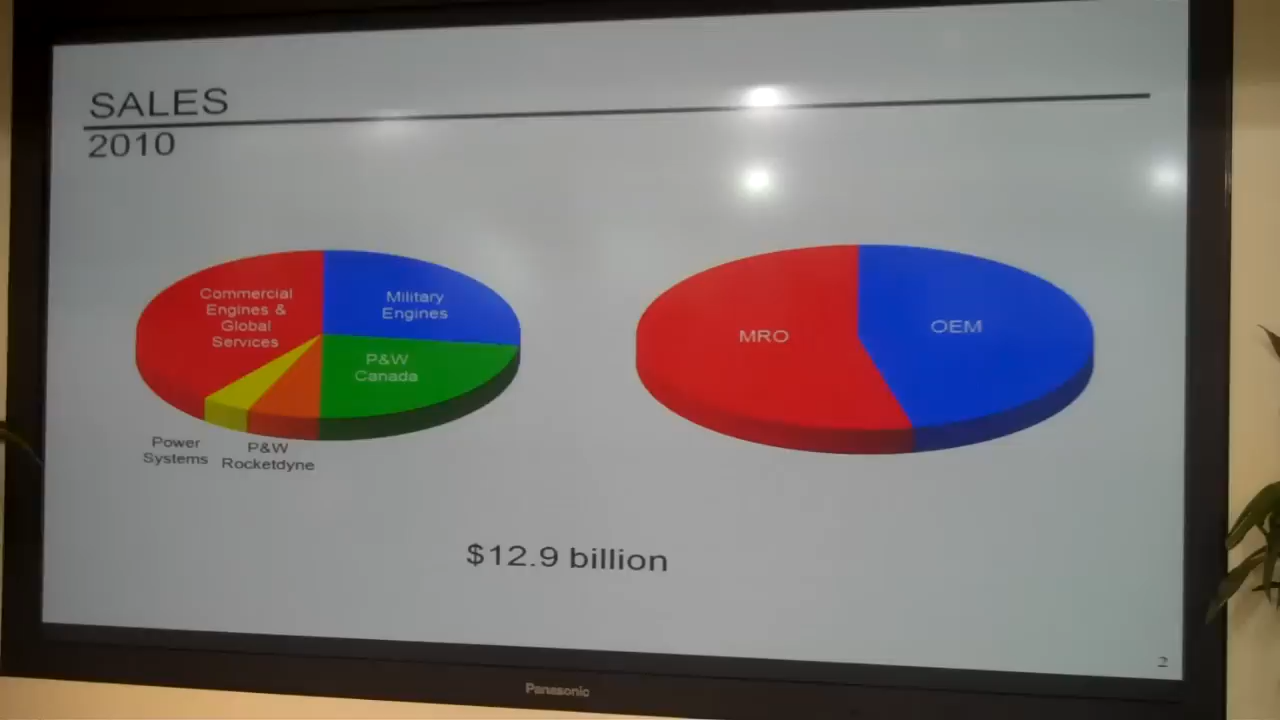 SALES
2010
Commercial
Engines &
Global
Services
Military
Engines
P&W
Canada
Power
Systems
P&W
Rocketdyne
MRO
OEM
$12.9 billion
2
Panasonic